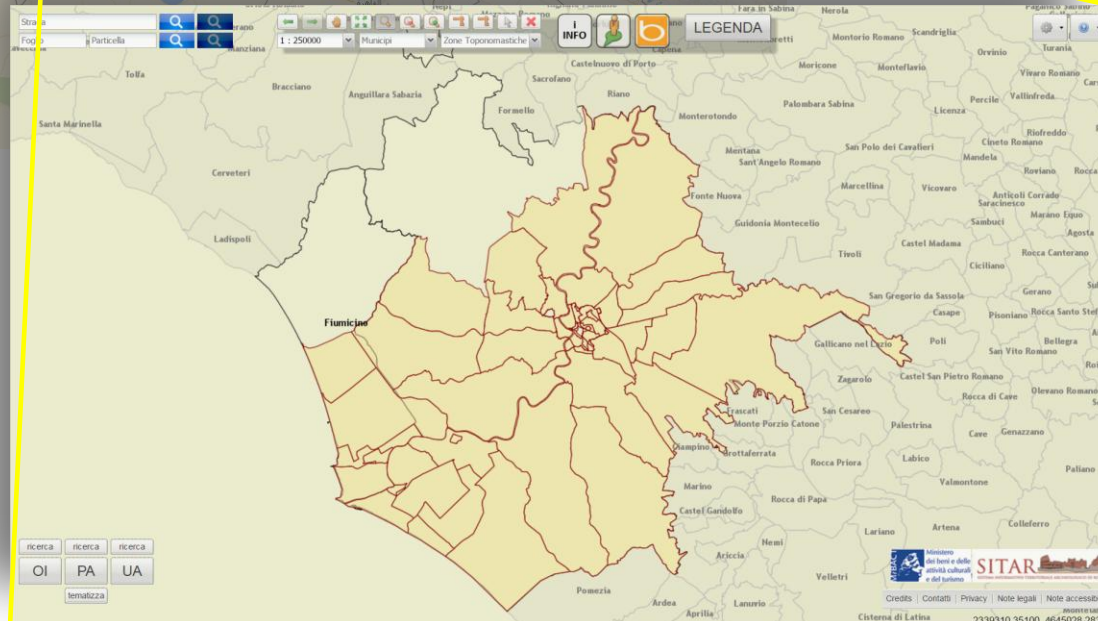 Fara in Sabina
Nerola
Scandriglia
Strada
INFO
LEGENDA
Montorio Romano
Foglio
Particella
1 : 250000
Municipi
Zone Toponomastiche
Manziana
Orvinio
Turania
Castelnuovo di Porto
Moricone
Monteflavio
Vivaro Romano
Tolfa
Bracciano
Sacrofano
Riano
Anguillara Sabazia
Percile
Vallinfreda
Formello
Palombara Sabina
Licenza
Monterotondo
Santa Marinella
Riofreddo
Cineto Romano
Mentana
San Polo dei Cavalieri
Sant'Angelo Romano
Mandela
Cerveteri
Roviano
Rocca
Marcellina
Vicovaro
Fonte Nuova
Anticoli Corrado
Saracinesco
Marano Equo
Guidonia Montecelio
Sambuci
Agosta
Ladispoli
Castel Madama
Tivoli
Rocca Canterano
Ciciliano
San Gregorio da Sassola
Gerano
Casape
Pisoniano
Rocca Santo Stef
Fiumicino
Gallicano nel Lazio
Poli
Bellegra
San Vito Romano
Zagarolo
Castel San Pietro Romano
Olevano Romano
Rocca di Cave
Frascati
San Cesareo
Monte Porzio Catone
Palestrina
Cave
Genazzano
Ciampino
Grottaferrata
Rocca Priora
Labico
Paliano
Marino
Valmontone
Rocca di Papa
Castel Gandolfo
Lariano
Artena
Colleferro
Nemi
Ariccia
ricerca
ricerca
ricerca
OI
PA
UA
tematizza
Velletri
Pomezia
Ardea
Lanuvio
Aprilia
Cisterna di Latina
MiBACT
Ministero
dei beni e delle
attività culturali
e del turismo
SITAR
Credits
Contatti
Privacy
Note legali
Note accessibi